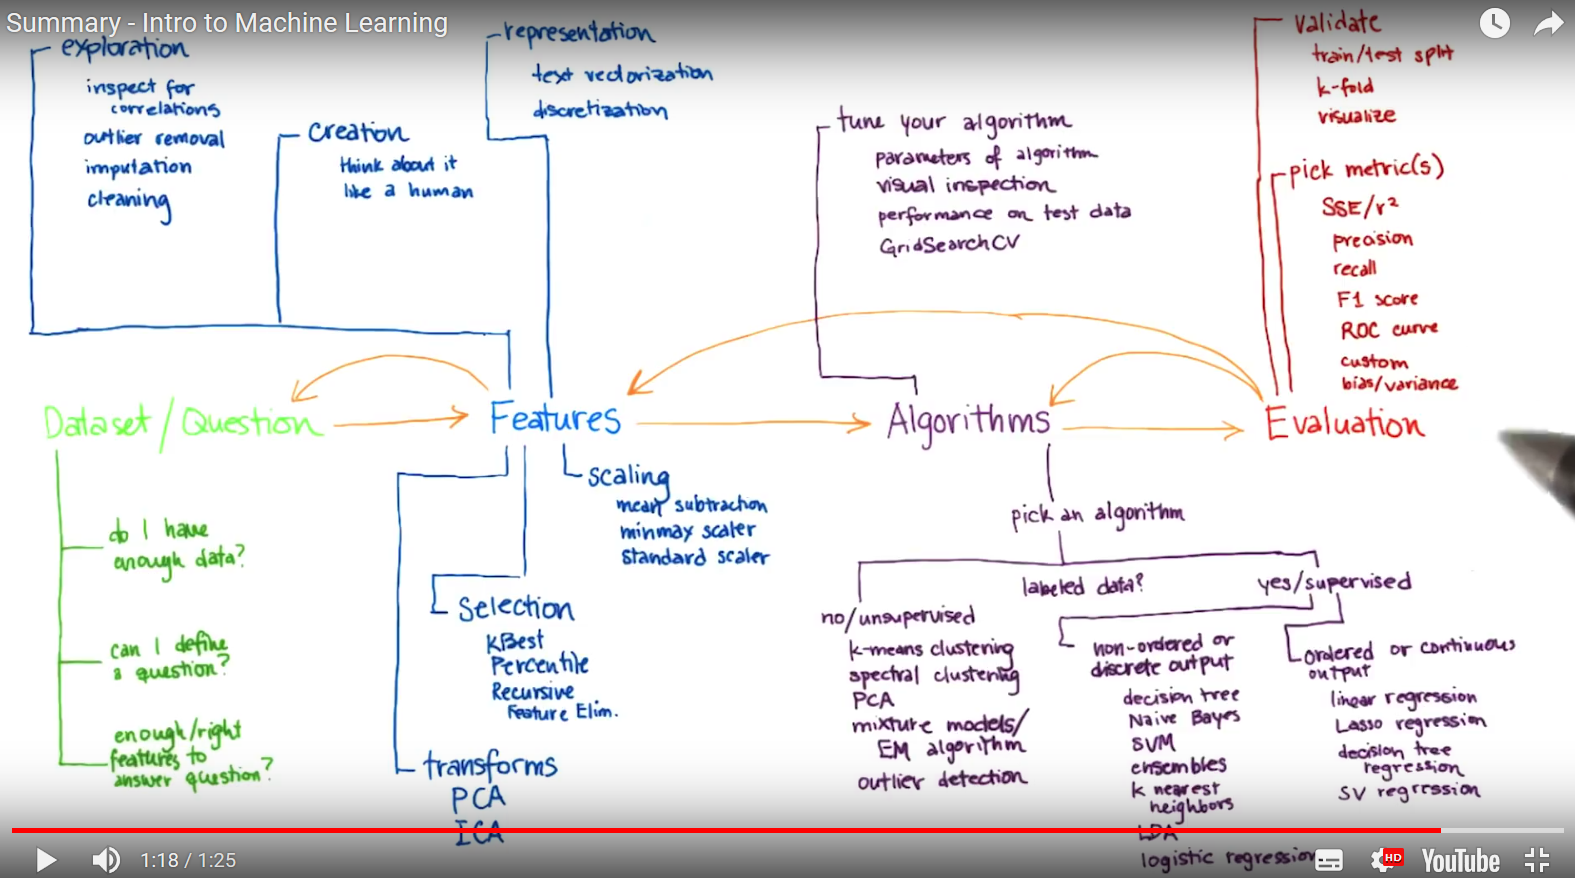 Summary - Intro to Machine Learning
exploration
inspect for
correlations
outlier removal
imputation
cleaning
creation
think about it
like a human
representation
text vectorization
discretization
tune your algorithm
parameters of algorithm
visual inspection
performance on test data
GridSearchCV
validate
train/test split
k-fold
visualize
pick metric(s)
SSE/r²
precision
recall
F1 score
ROC curve
custom
bias/variance
Dataset/Question
Features
Algorithms
Evaluation
do I have
enough data?
can I define
a question?
enough/right
features to
answer question?
scaling
mean subtraction
minmax scaler
standard scaler
Selection
KBest
Percentile
Recursive
Feature Elim.
transforms
PCA
ICA
pick an algorithm
labeled data?
no/unsupervised
k-means clustering
spectral clustering
PCA
mixture models/
EM algorithm
outlier detection
yes/supervised
non-ordered or
discrete output
decision tree
Naive Bayes
SVM
ensembles
k nearest
neighbors
LDA
logistic regression
ordered or continuous
output
linear regression
Lasso regression
decision tree
regression
SV regression
1:18 / 1:25
HD
YouTube